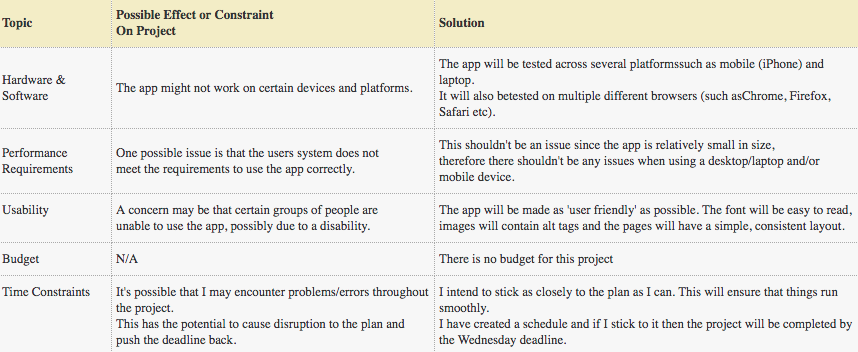 Topic
Possible Effect or Constraint
On Project
Solution
Hardware &
Software
The app might not work on certain devices and platforms.
The app will be tested across several platformssuch as mobile (iPhone) and
laptop.
It will also betested on multiple different browsers (such asChrome, Firefox,
Safari etc).
Performance
Requirements
One possible issue is that the users system does not
meet the requirements to use the app correctly.
This shouldn't be an issue since the app is relatively small in size,
therefore there shouldn't be any issues when using a desktop/laptop and/or
mobile device.
Usability
A concern may be that certain groups of people are
unable to use the app, possibly due to a disability.
The app will be made as 'user friendly' as possible. The font will be easy to read,
images will contain alt tags and the pages will have a simple, consistent layout.
Budget
N/A
There is no budget for this project
Time Constraints
It's possible that I may encounter problems/errors throughout
the project.
This has the potential to cause disruption to the plan and
push the deadline back.
I intend to stick as closely to the plan as I can. This will ensure that things run
smoothly.
I have created a schedule and if I stick to it then the project will be completed by
the Wednesday deadline.